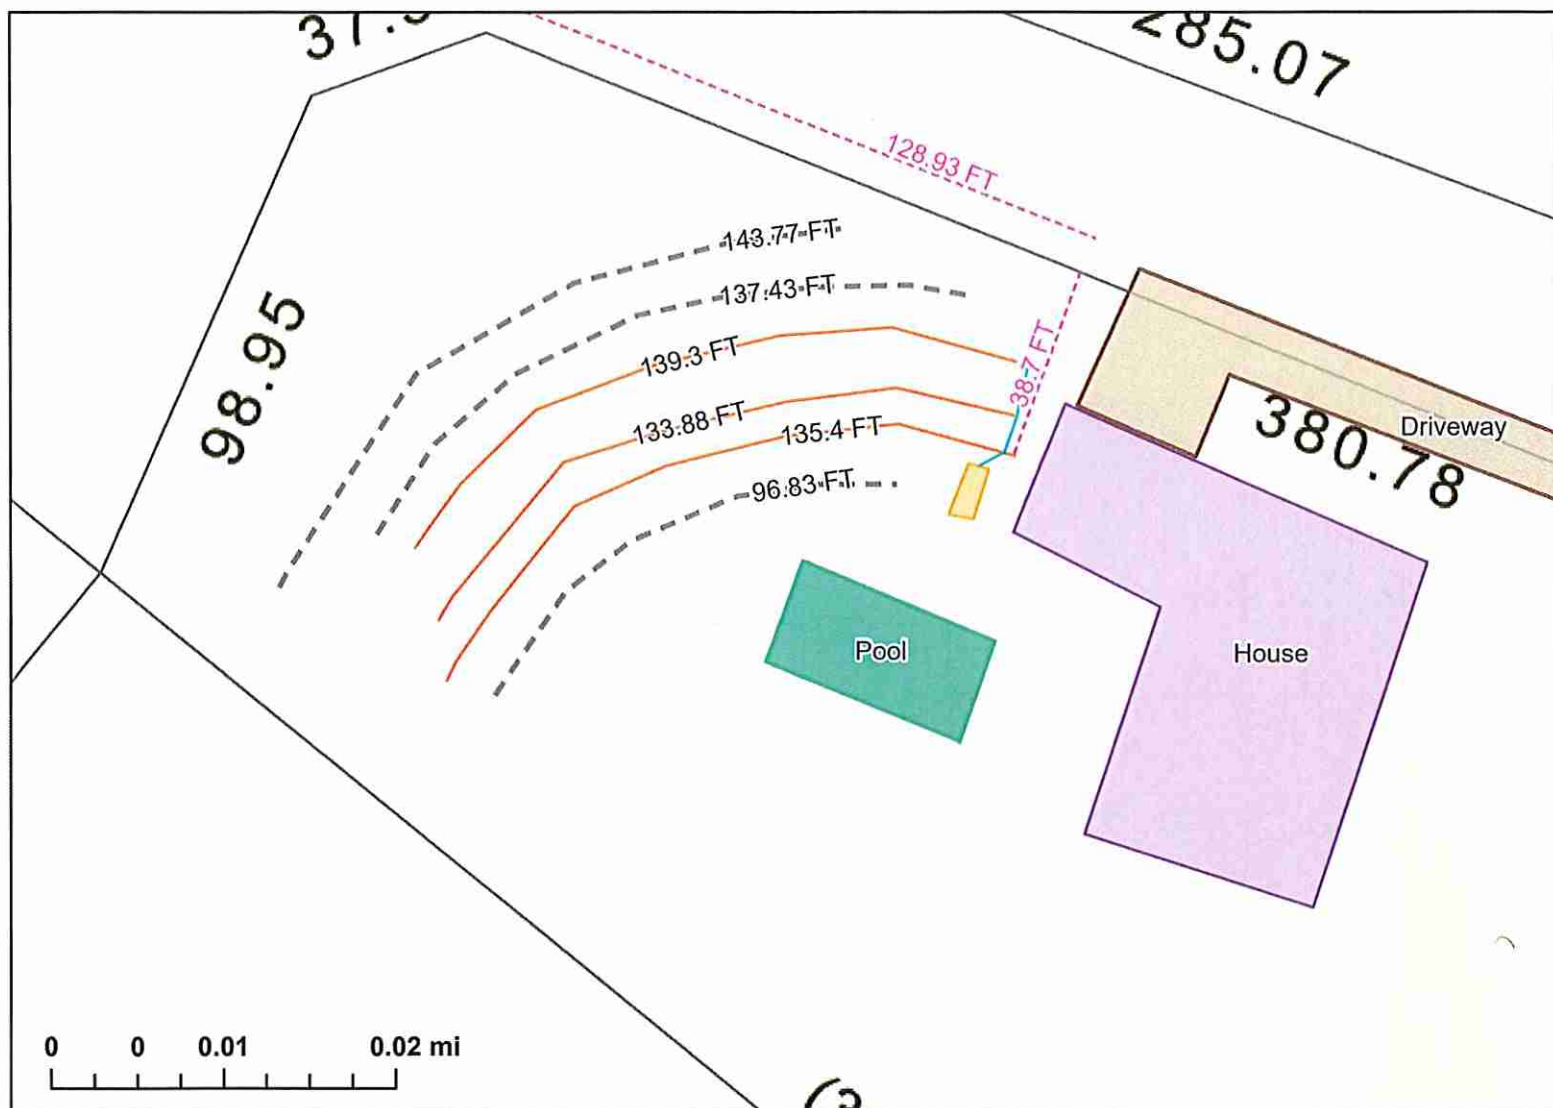 285.07
128.93 FT
143.77 FT
137.43 FT
98.95
139.3 FT
38.7 FT
133.88 FT
380.78
Driveway
135.4 FT
96.83 FT
Pool
House
0 0 0.01 0.02 mi